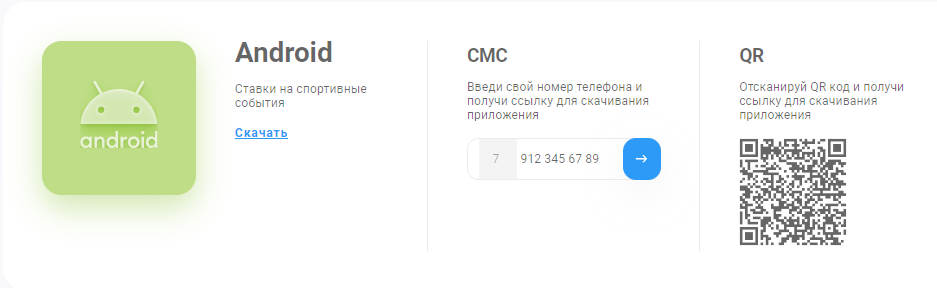 android
Android
Ставки на спортивные
события
Скачать
СМС
Введи свой номер телефона и
получи ссылку для скачивания
приложения
7 912 345 67 89
QR
Отсканируй QR код и получи
ссылку для скачивания
приложения